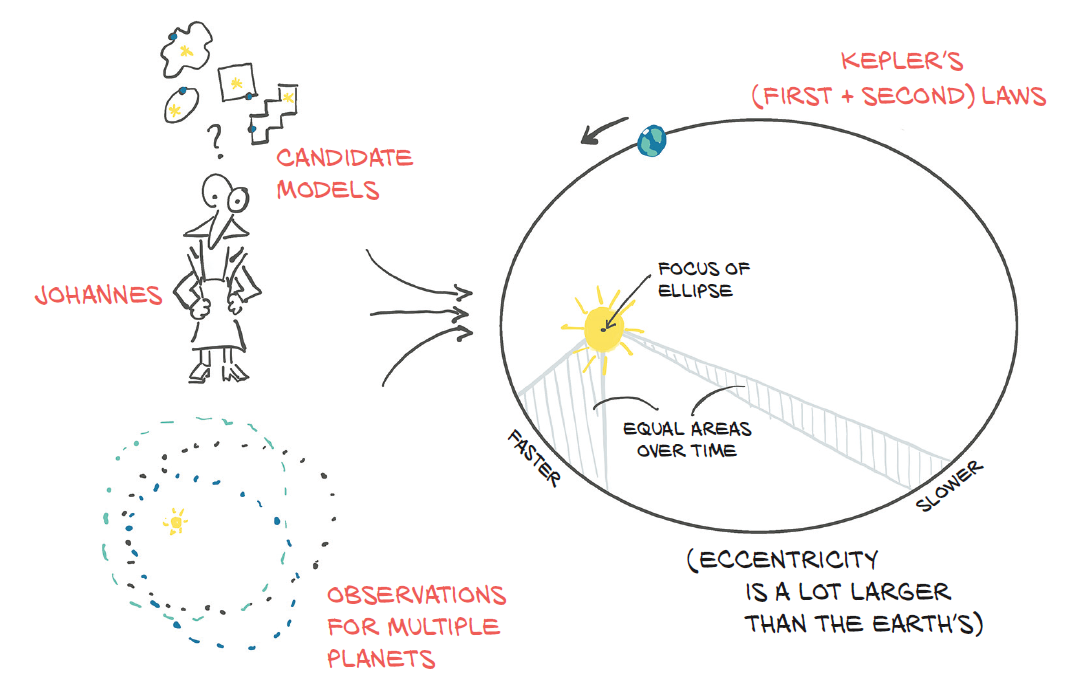 KEPLER'S
(FIRST + SECOND) LAWS
?
CANDIDATE
MODELS
JOHANNES
FOCUS OF
ELLIPSE
EQUAL AREAS
OVER TIME
FASTER
SLOWER
(ECCENTRICITY
IS A LOT LARGER
THAN THE EARTH'S)
OBSERVATIONS
FOR MULTIPLE
PLANETS